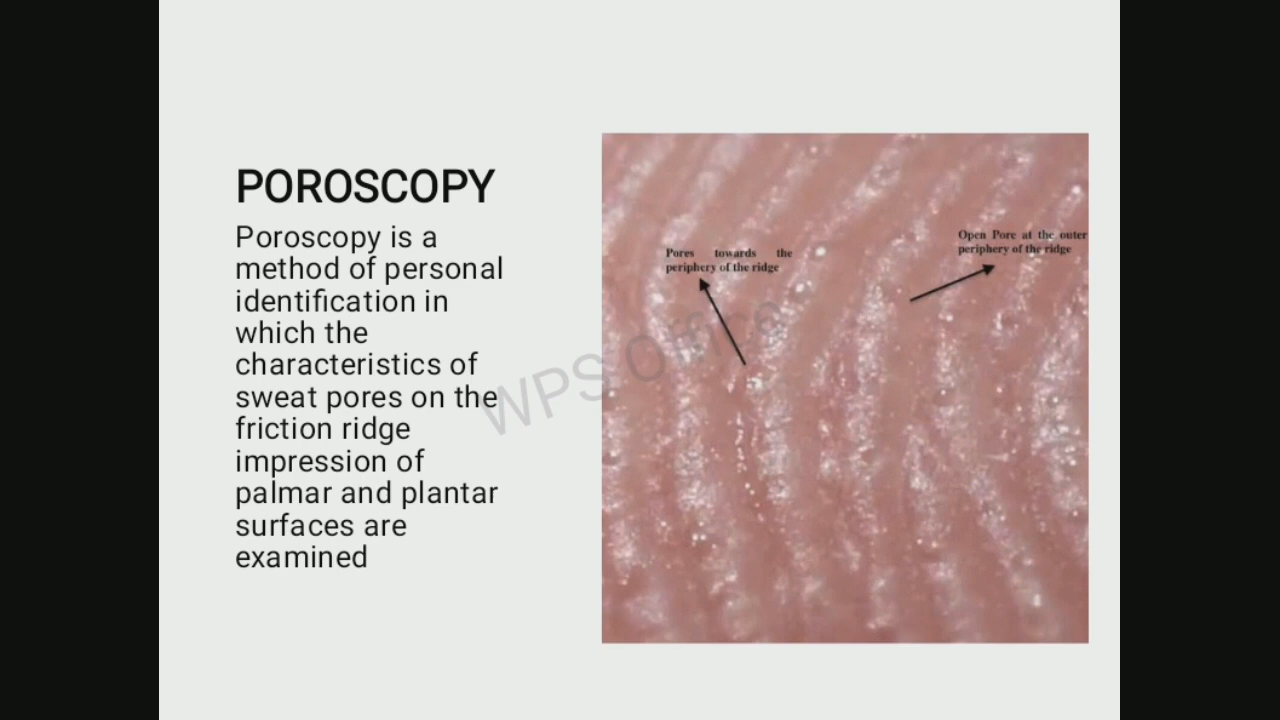 POROSCOPY
Poroscopy is a
method of personal
identification in
which the
characteristics of
sweat pores on the
friction ridge
impression of
palmar and plantar
surfaces are
examined
Pores towards the
periphery of the ridge
Open Pore at the outer
periphery of the ridge
WPS Office